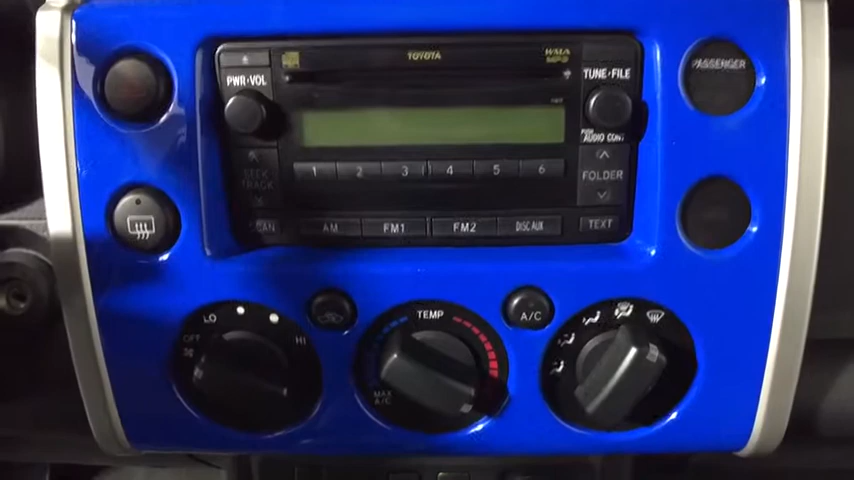 TOYOTA
WMA
MP3
PASSENGER
PWR·VOL
TUNE·FILE
PUSH
AUDIO CONT
1 2 3 4 5 6
SEEK
TRACK
FOLDER
SCAN
AM FM1 FM2 DISC·AUX TEXT
LO
HI
OFF
TEMP
MAX
A/C
A/C